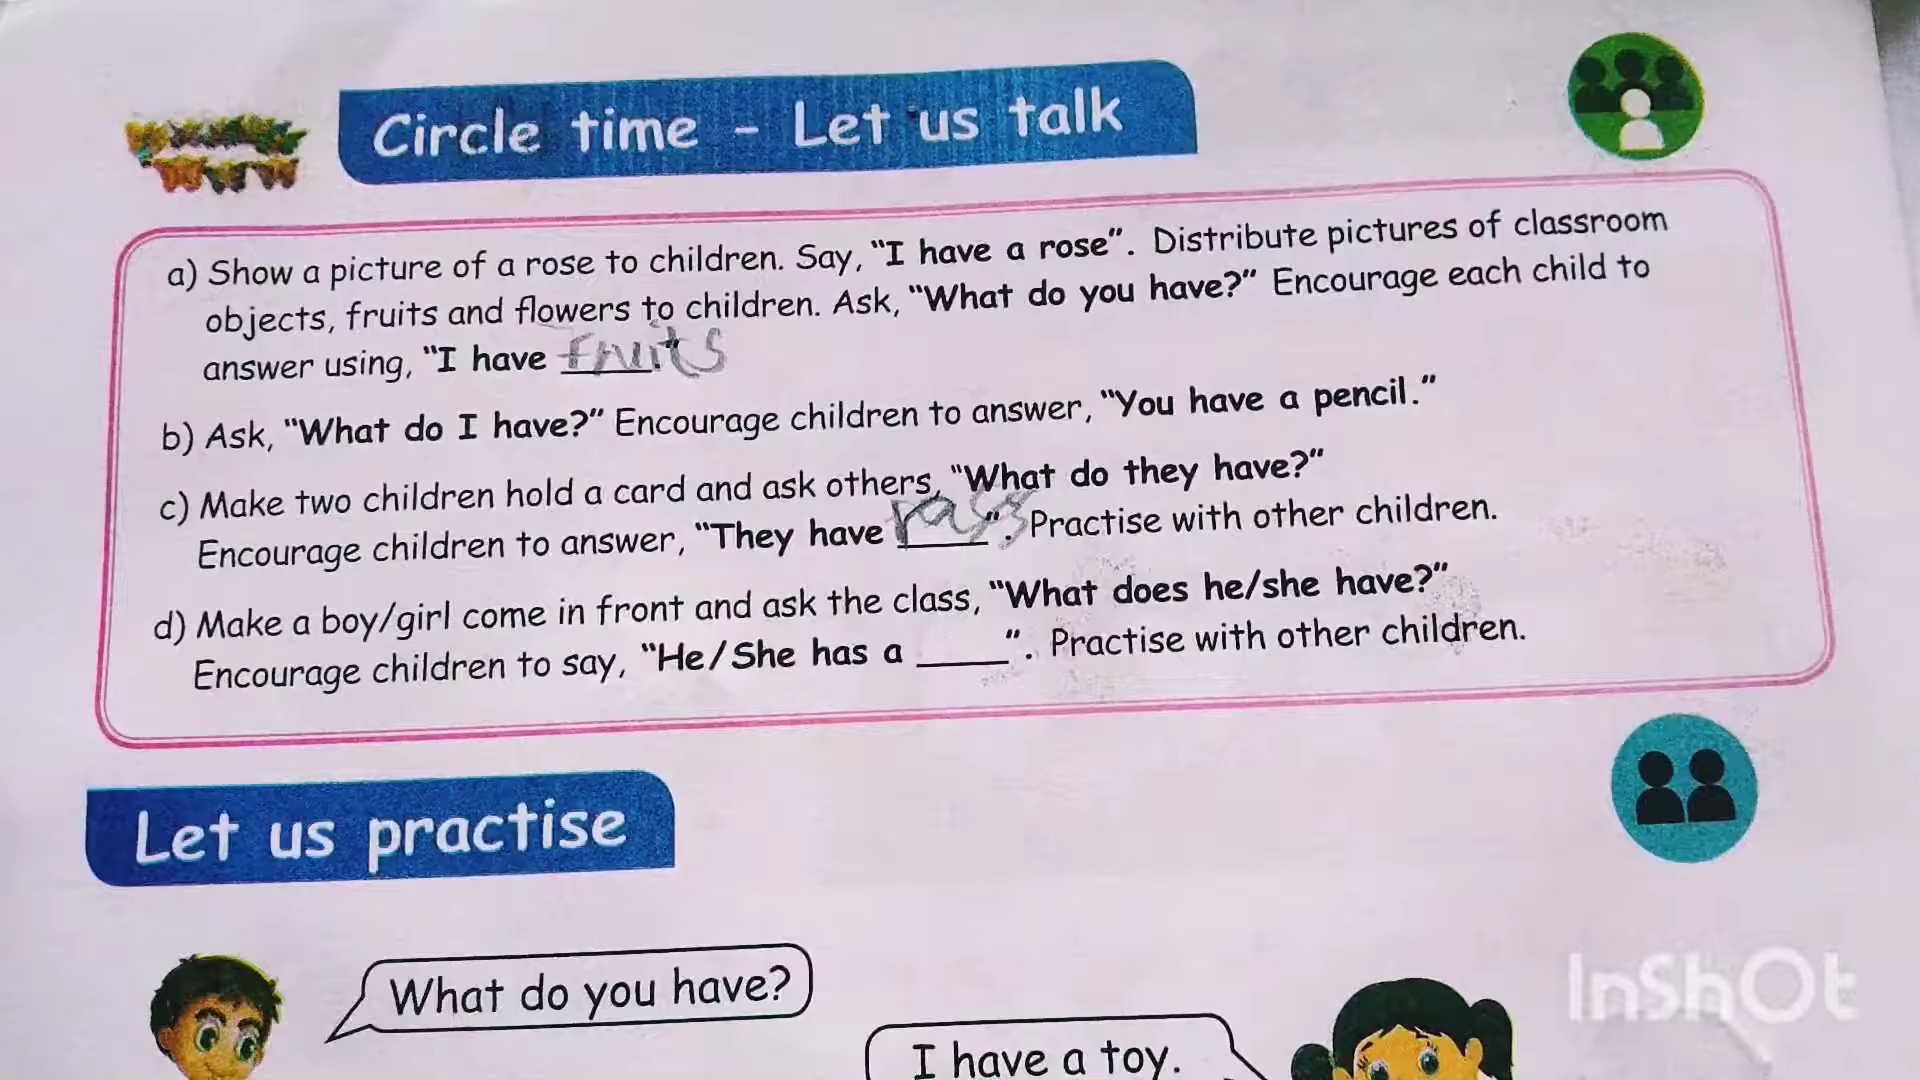 Circle time - Let us talk
a) Show a picture of a rose to children. Say, "I have a rose". Distribute pictures of classroom
objects, fruits and flowers to children. Ask, "What do you have?" Encourage each child to
answer using, "I have fruits
b) Ask, "What do I have?" Encourage children to answer, "You have a pencil."
c) Make two children hold a card and ask others, "What do they have?"
Encourage children to answer, "They have ____". Practise with other children.
d) Make a boy/girl come in front and ask the class, "What does he/she have?"
Encourage children to say, "He/She has a ____". Practise with other children.
Let us practise
What do you have?
I have a toy.
InShOt